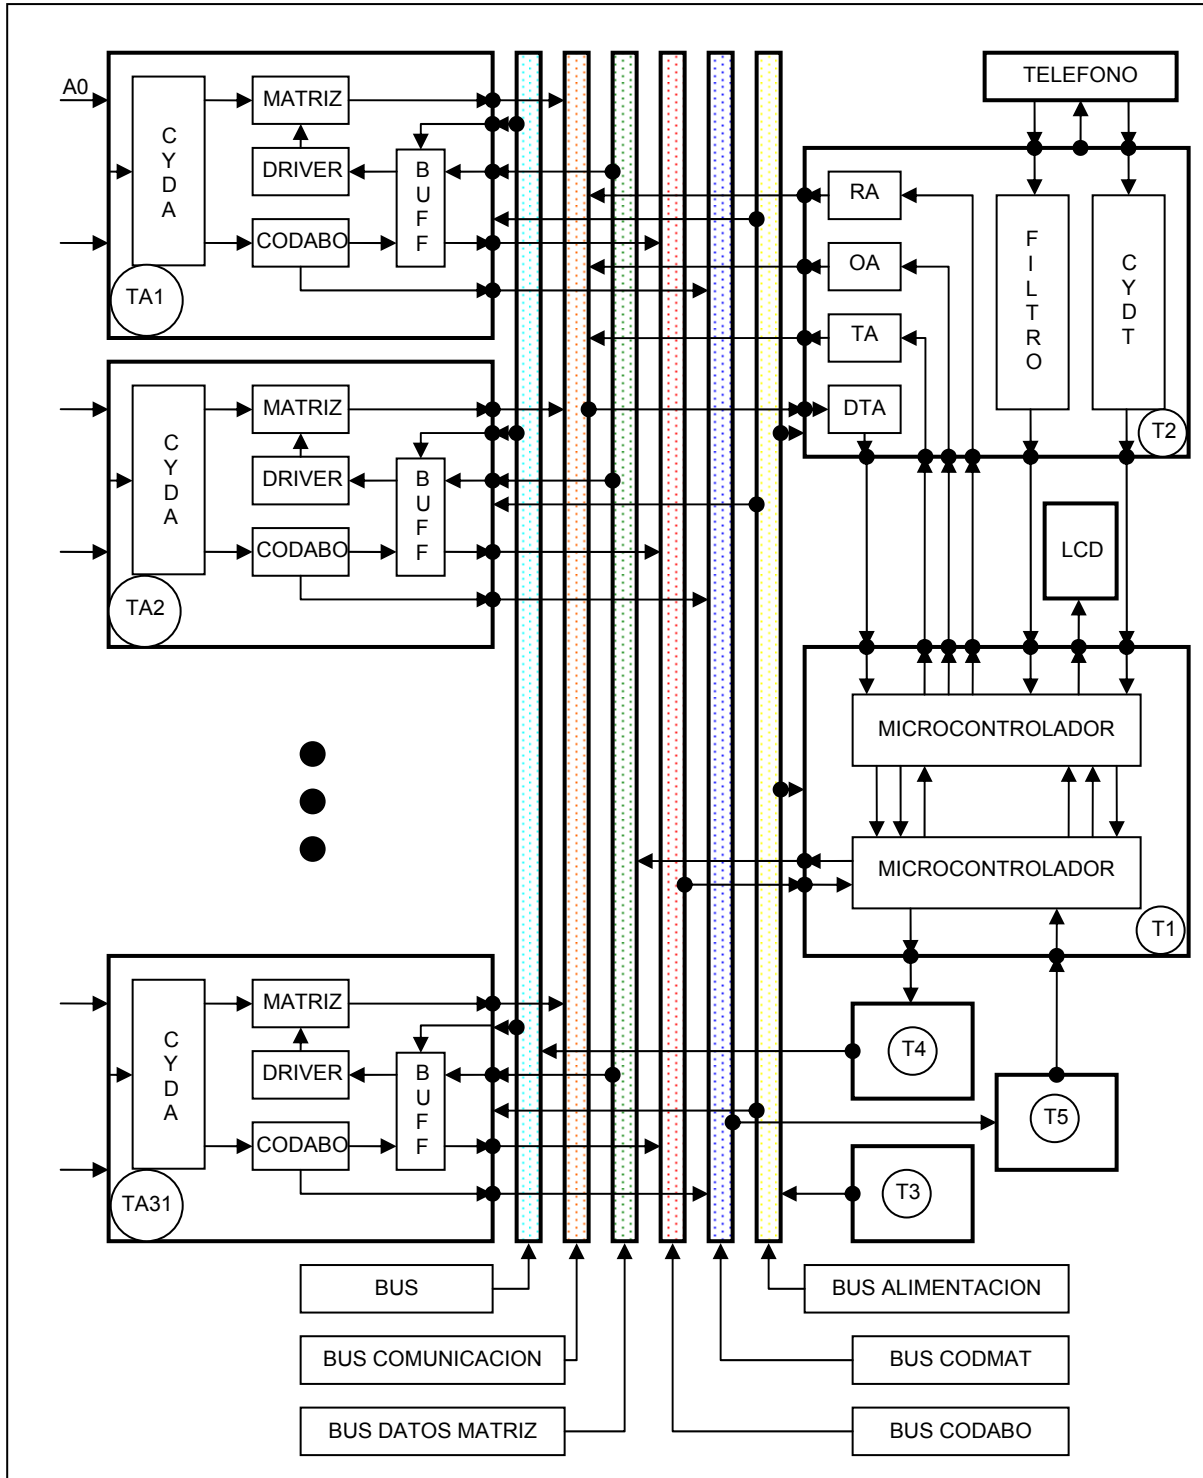 A0
C
Y
D
A
MATRIZ
DRIVER
CODABO
B
U
F
F
TA1
C
Y
D
A
MATRIZ
DRIVER
CODABO
B
U
F
F
TA2
C
Y
D
A
MATRIZ
DRIVER
CODABO
B
U
F
F
TA31
TELEFONO
RA
OA
TA
DTA
F
I
L
T
R
O
C
Y
D
T
T2
LCD
MICROCONTROLADOR
MICROCONTROLADOR
T1
T4
T5
T3
BUS
BUS ALIMENTACION
BUS COMUNICACION
BUS CODMAT
BUS DATOS MATRIZ
BUS CODABO